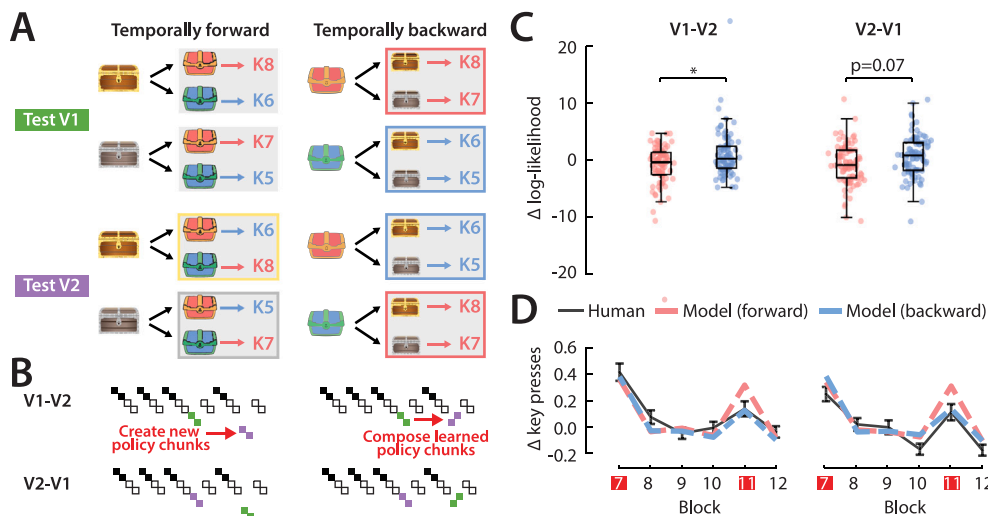 A
Temporally forward
Temporally backward
Test V1
K8
K6
K7
K5
K8
K7
K6
K5
Test V2
K6
K8
K5
K7
K6
K5
K8
K7
B
V1-V2
Create new
policy chunks
Compose learned
policy chunks
V2-V1
C
V1-V2
V2-V1
Δ log-likelihood
20
10
0
-10
-20
*
p=0.07
D
Human
Model (forward)
Model (backward)
Δ key presses
0.6
0.4
0.2
0.0
-0.2
7 8 9 10 11 12
Block
7 8 9 10 11 12
Block